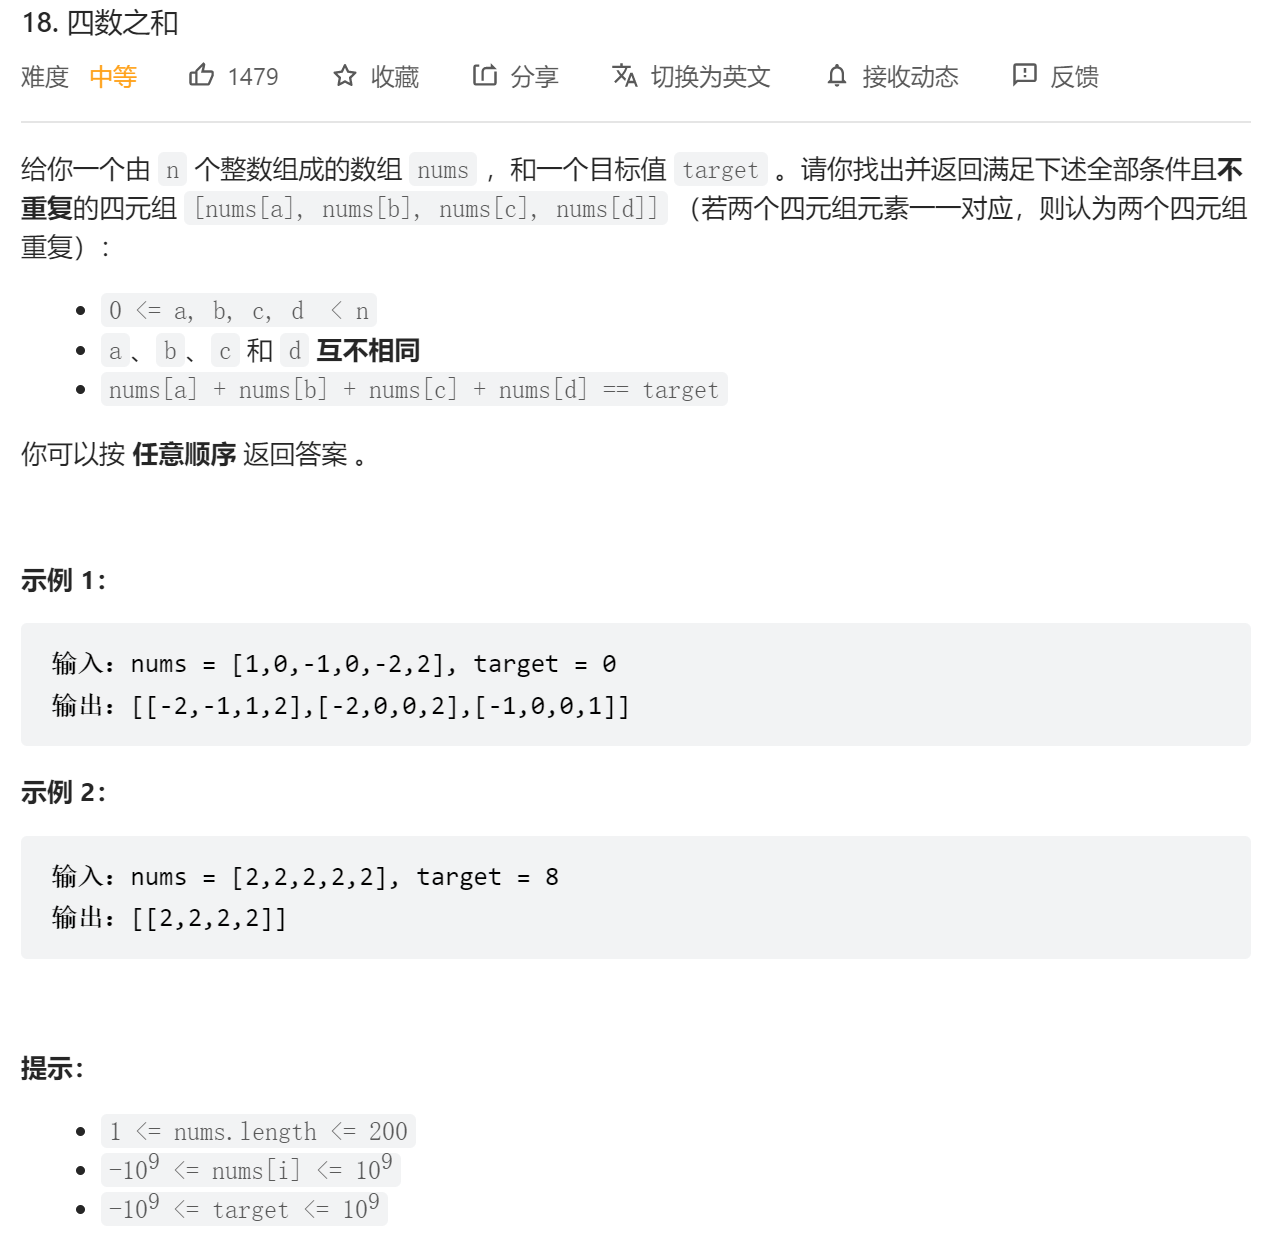 18. 四数之和
难度 中等 1479 收藏 分享 切换为英文 接收动态 反馈
给你一个由 n 个整数组成的数组 nums ，和一个目标值 target 。请你找出并返回满足下述全部条件且不
重复的四元组 [nums[a], nums[b], nums[c], nums[d]] （若两个四元组元素一一对应，则认为两个四元组
重复）：
• 0 <= a, b, c, d < n
• a 、 b 、 c 和 d 互不相同
• nums[a] + nums[b] + nums[c] + nums[d] == target
你可以按 任意顺序 返回答案 。
示例 1：
输入：nums = [1,0,-1,0,-2,2], target = 0
输出：[[-2,-1,1,2],[-2,0,0,2],[-1,0,0,1]]
示例 2：
输入：nums = [2,2,2,2,2], target = 8
输出：[[2,2,2,2]]
提示：
• 1 <= nums.length <= 200
• -10⁹ <= nums[i] <= 10⁹
• -10⁹ <= target <= 10⁹